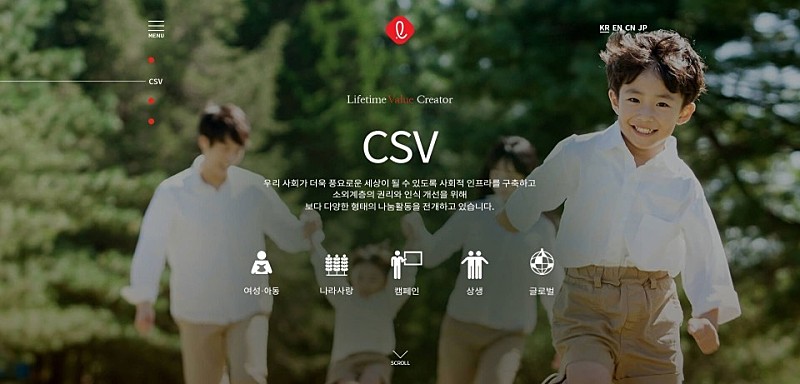 MENU
KR EN CN JP
CSV
Lifetime Value Creator
CSV
우리 사회가 더욱 풍요로운 세상이 될 수 있도록 사회적 인프라를 구축하고
소외계층의 권리와 인식 개선을 위해
보다 다양한 형태의 나눔활동을 전개하고 있습니다.
여성·아동
나라사랑
캠페인
상생
글로벌
SCROLL